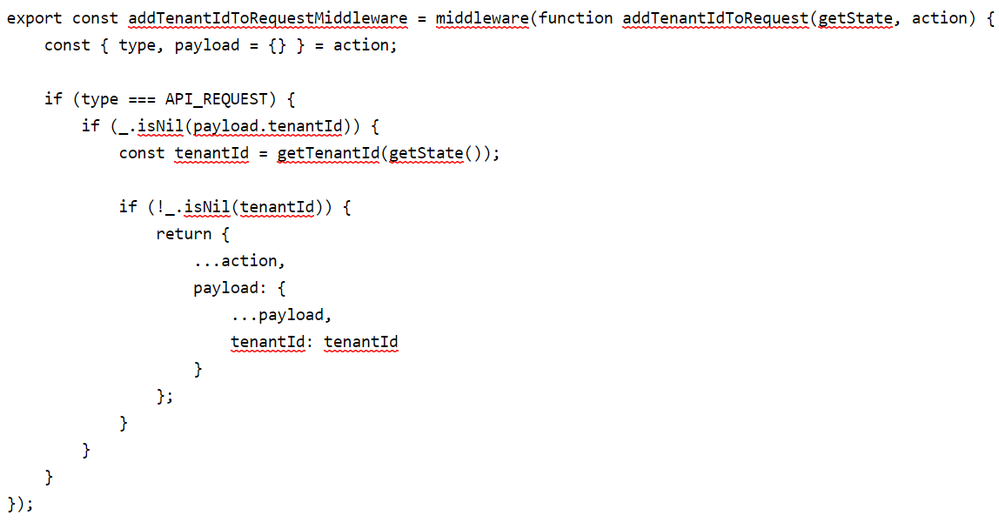 export const addTenantIdToRequestMiddleware = middleware(function addTenantIdToRequest(getState, action) {
    const { type, payload = {} } = action;

    if (type === API_REQUEST) {
        if (_.isNil(payload.tenantId)) {
            const tenantId = getTenantId(getState());

            if (!_.isNil(tenantId)) {
                return {
                    ...action,
                    payload: {
                        ...payload,
                        tenantId: tenantId
                    }
                };
            }
        }
    }
});